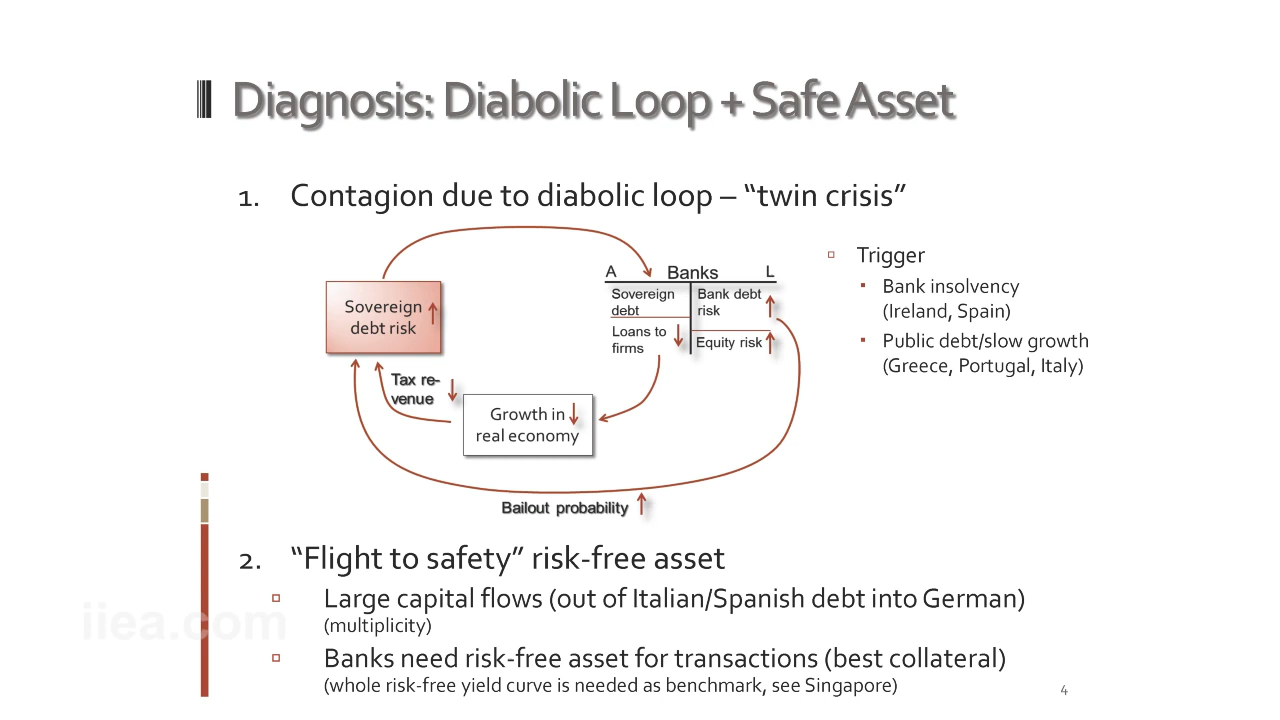 Diagnosis: Diabolic Loop + Safe Asset
1. Contagion due to diabolic loop – “twin crisis”
A Banks L
Sovereign
debt risk
Sovereign
debt
Bank debt
risk
Loans to
firms
Equity risk
Tax re-
venue
Growth in
real economy
Bailout probability
Trigger
Bank insolvency
(Ireland, Spain)
Public debt/slow growth
(Greece, Portugal, Italy)
2. “Flight to safety” risk-free asset
Large capital flows (out of Italian/Spanish debt into German)
(multiplicity)
Banks need risk-free asset for transactions (best collateral)
(whole risk-free yield curve is needed as benchmark, see Singapore)
iiea.com
4